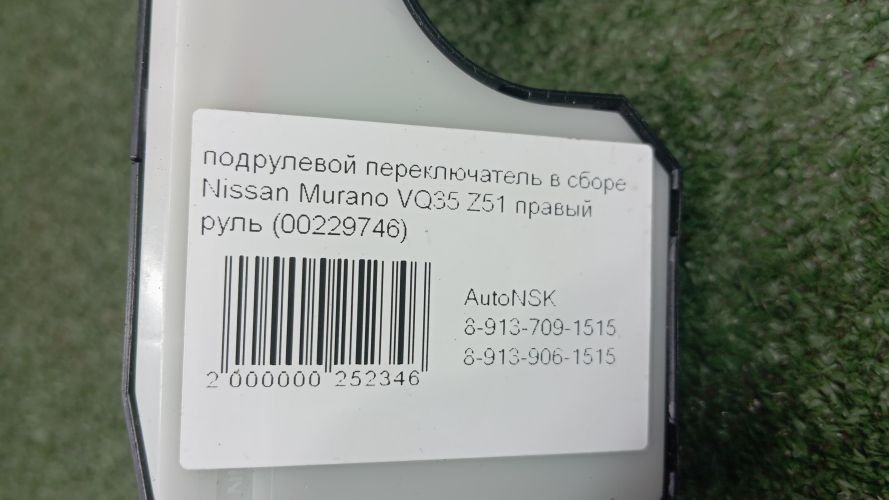 подрулевой переключатель в сборе
Nissan Murano VQ35 Z51 правый
руль (00229746)
AutoNSK
8-913-709-1515
8-913-906-1515
2 000000 252346